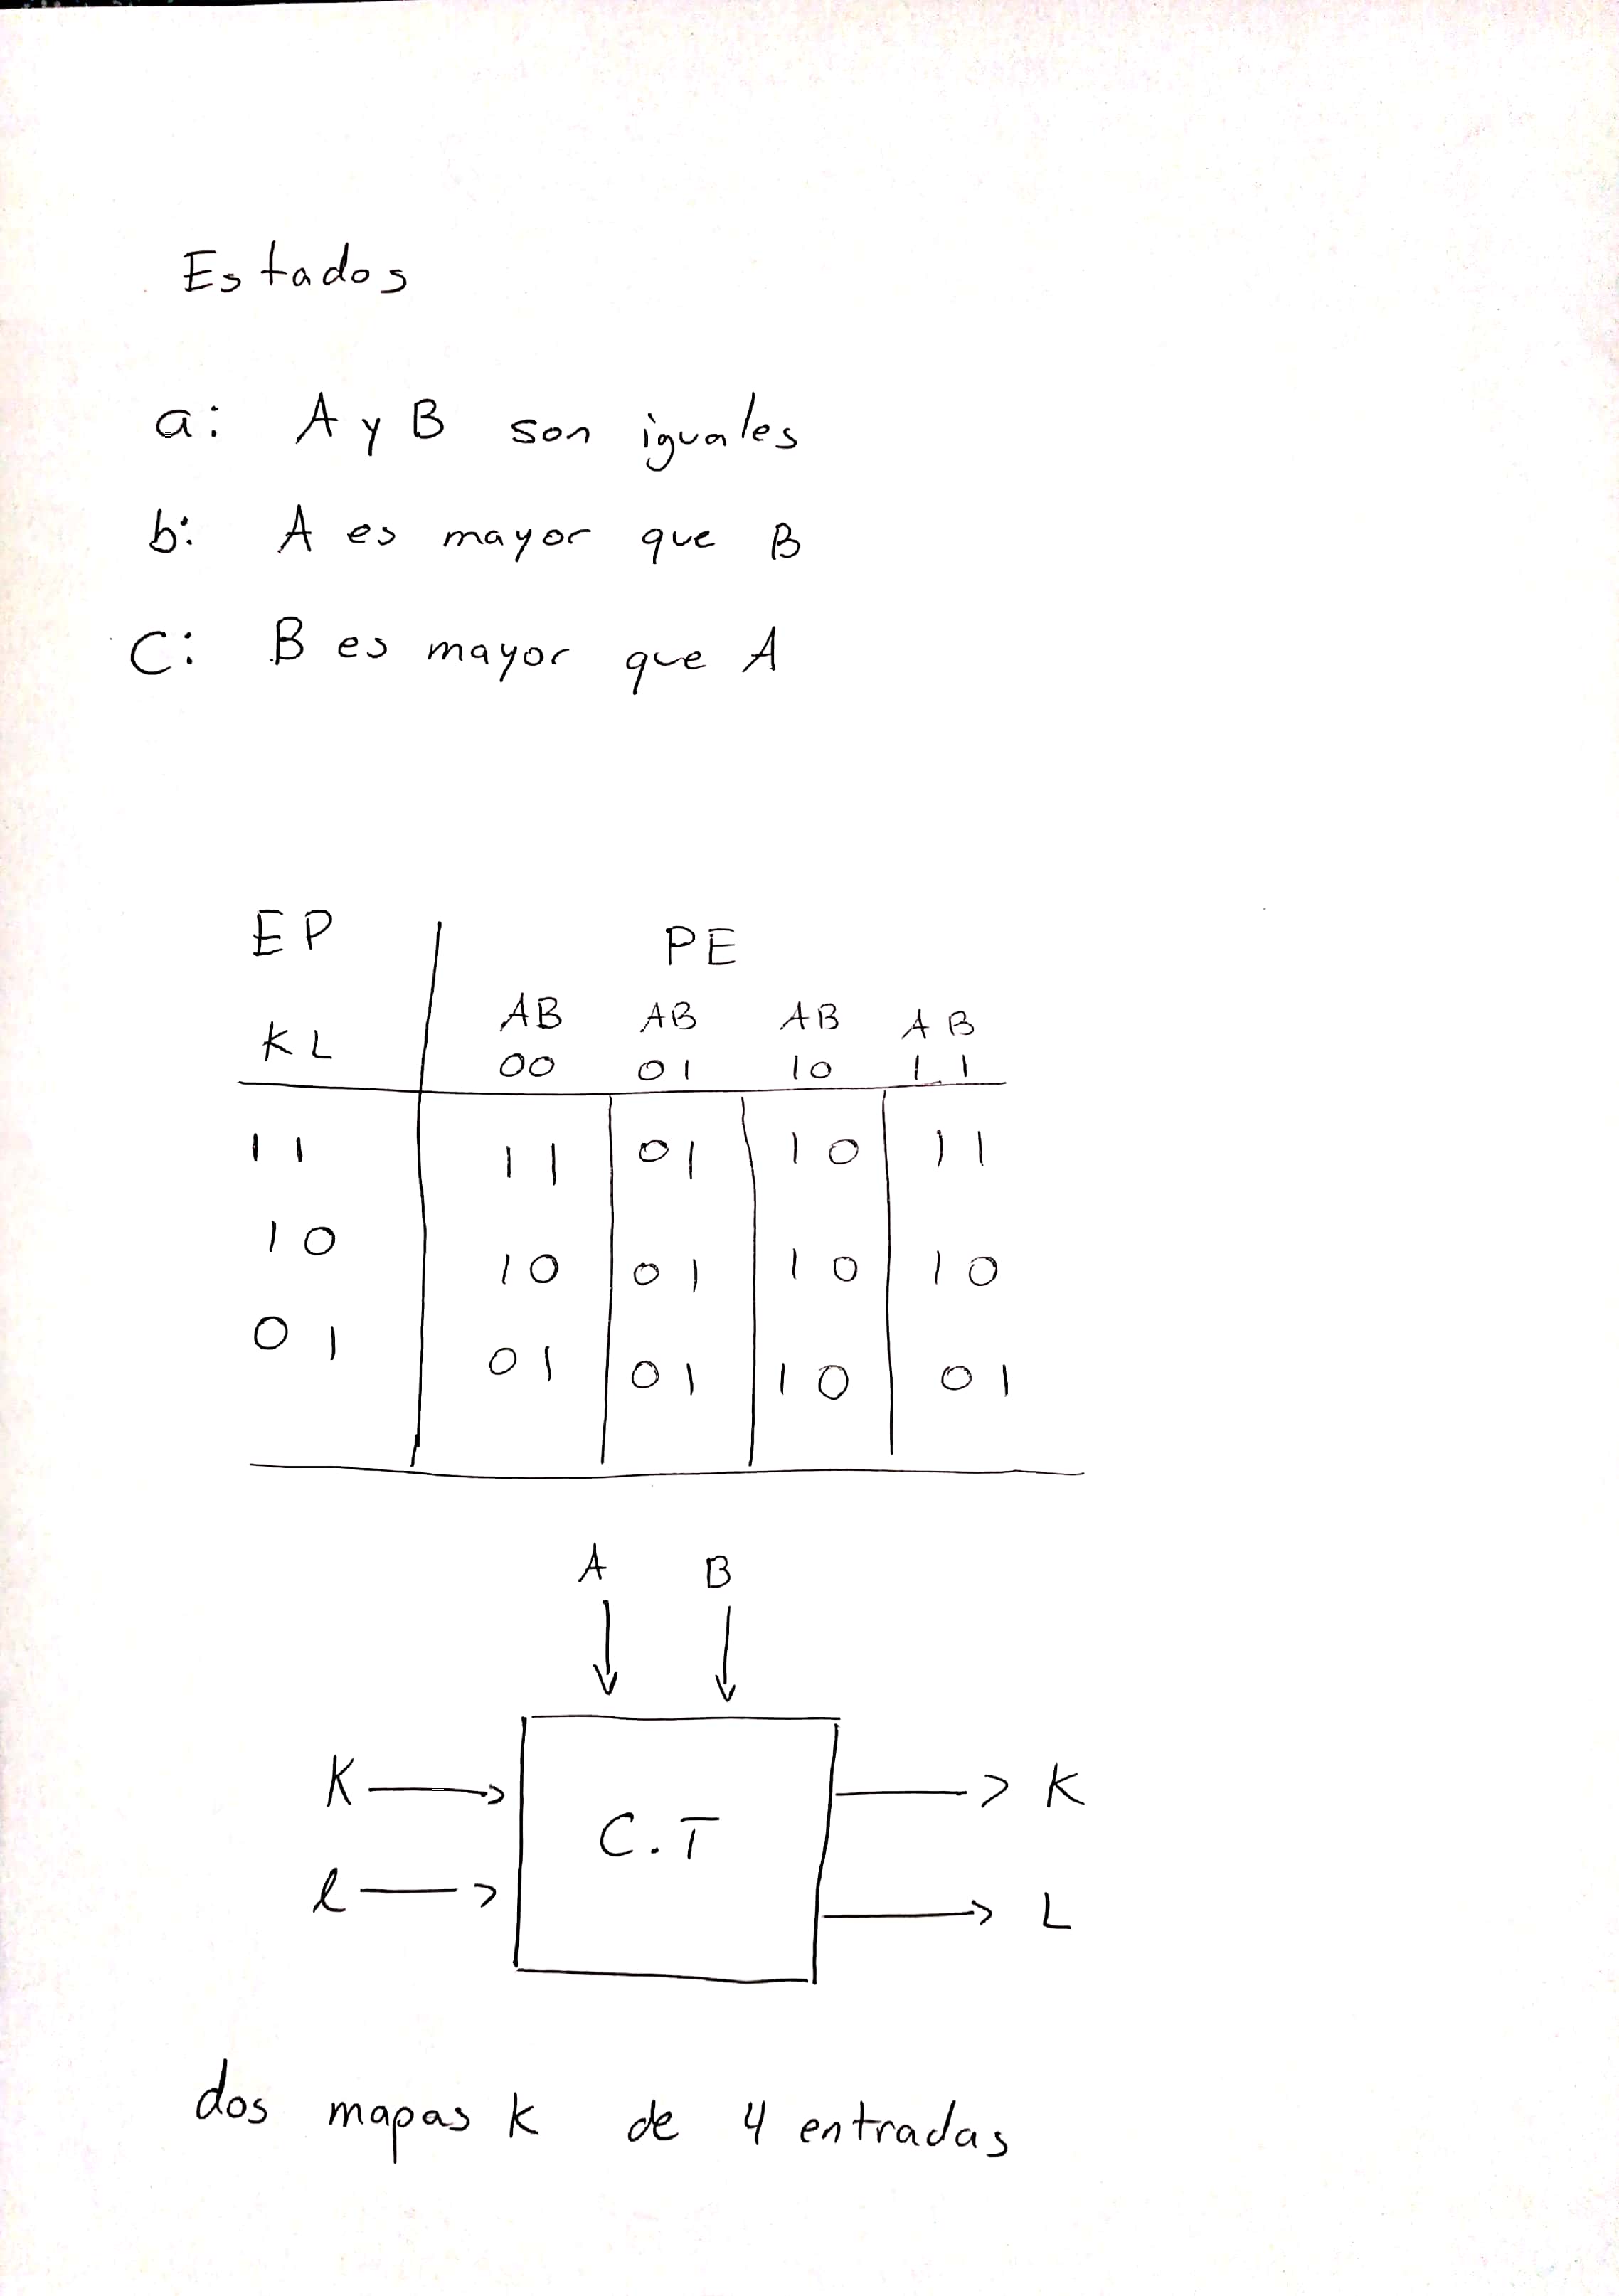 Estados
a: A y B son iguales
b: A es mayor que B
C: B es mayor que A
EP PE
KL AB AB AB AB
00 01 10 11
11 11 01 10 11
10 10 01 10 10
01 01 01 10 01
A B
K C.T K
l L
dos mapas k de 4 entradas